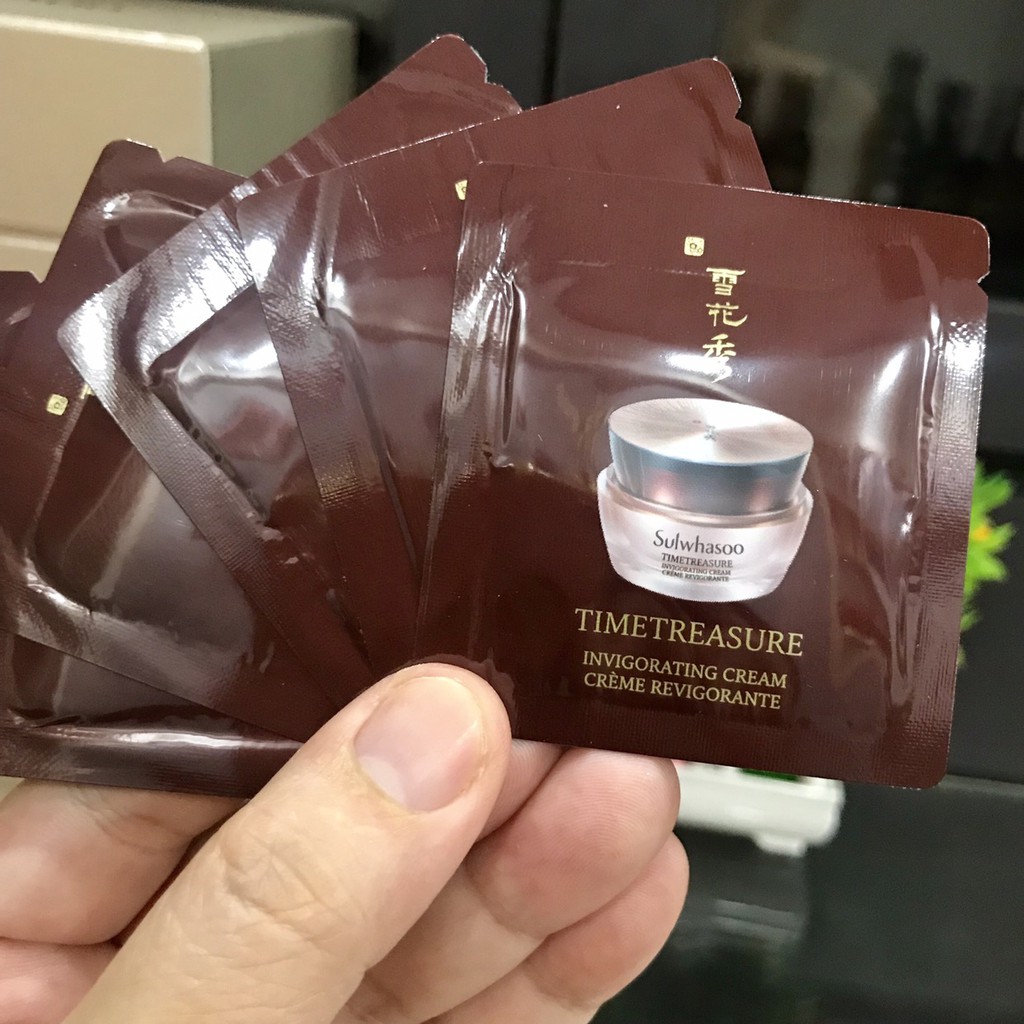 雪花秀
Sulwhasoo
TIMETREASURE
INVIGORATING CREAM
CRÈME REVIGORANTE
TIMETREASURE
INVIGORATING CREAM
CRÈME REVIGORANTE